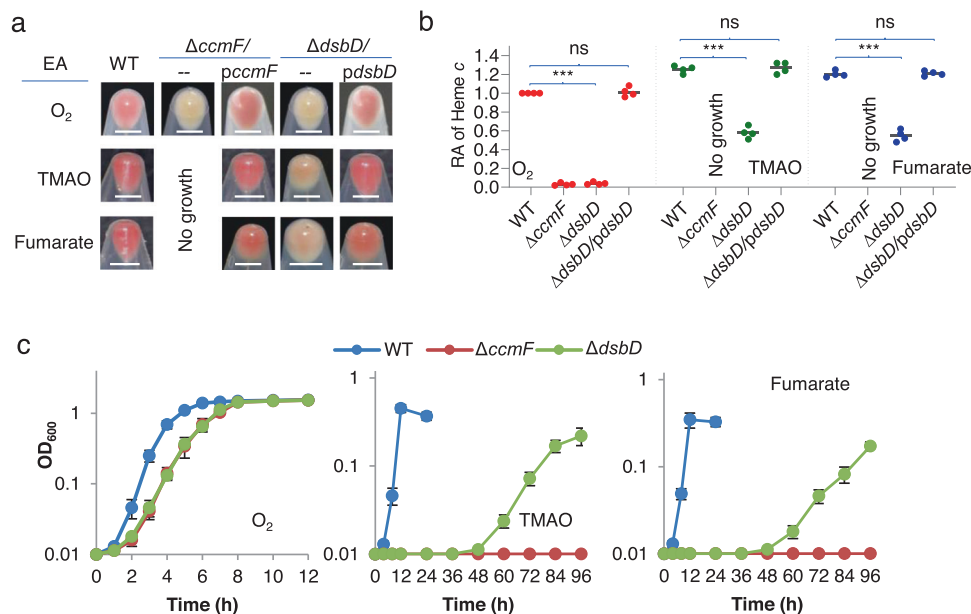 a
EA
WT
ΔccmF/
ΔdsbD/
--
pccmF
--
pdsbD
O₂
TMAO
Fumarate
No growth
b
RA of Heme c
1.4
1.2
1.0
0.8
0.6
0.4
0.2
0.0
ns
***
ns
***
ns
***
O₂
No growth
TMAO
No growth
Fumarate
WT
ΔccmF
ΔdsbD
ΔdsbD/pdsbD
WT
ΔccmF
ΔdsbD
ΔdsbD/pdsbD
WT
ΔccmF
ΔdsbD
ΔdsbD/pdsbD
c
WT ΔccmF ΔdsbD
OD₆₀₀
1
0.1
0.01
O₂
0 2 4 6 8 10 12
Time (h)
1
0.1
0.01
TMAO
0 12 24 36 48 60 72 84 96
Time (h)
Fumarate
1
0.1
0.01
0 12 24 36 48 60 72 84 96
Time (h)